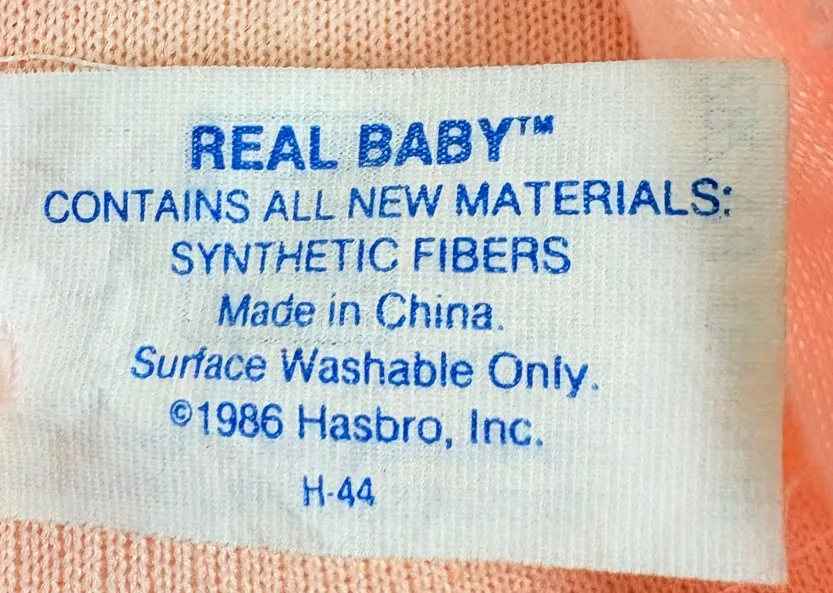 REAL BABY™
CONTAINS ALL NEW MATERIALS:
SYNTHETIC FIBERS
Made in China.
Surface Washable Only.
©1986 Hasbro, Inc.
H-44